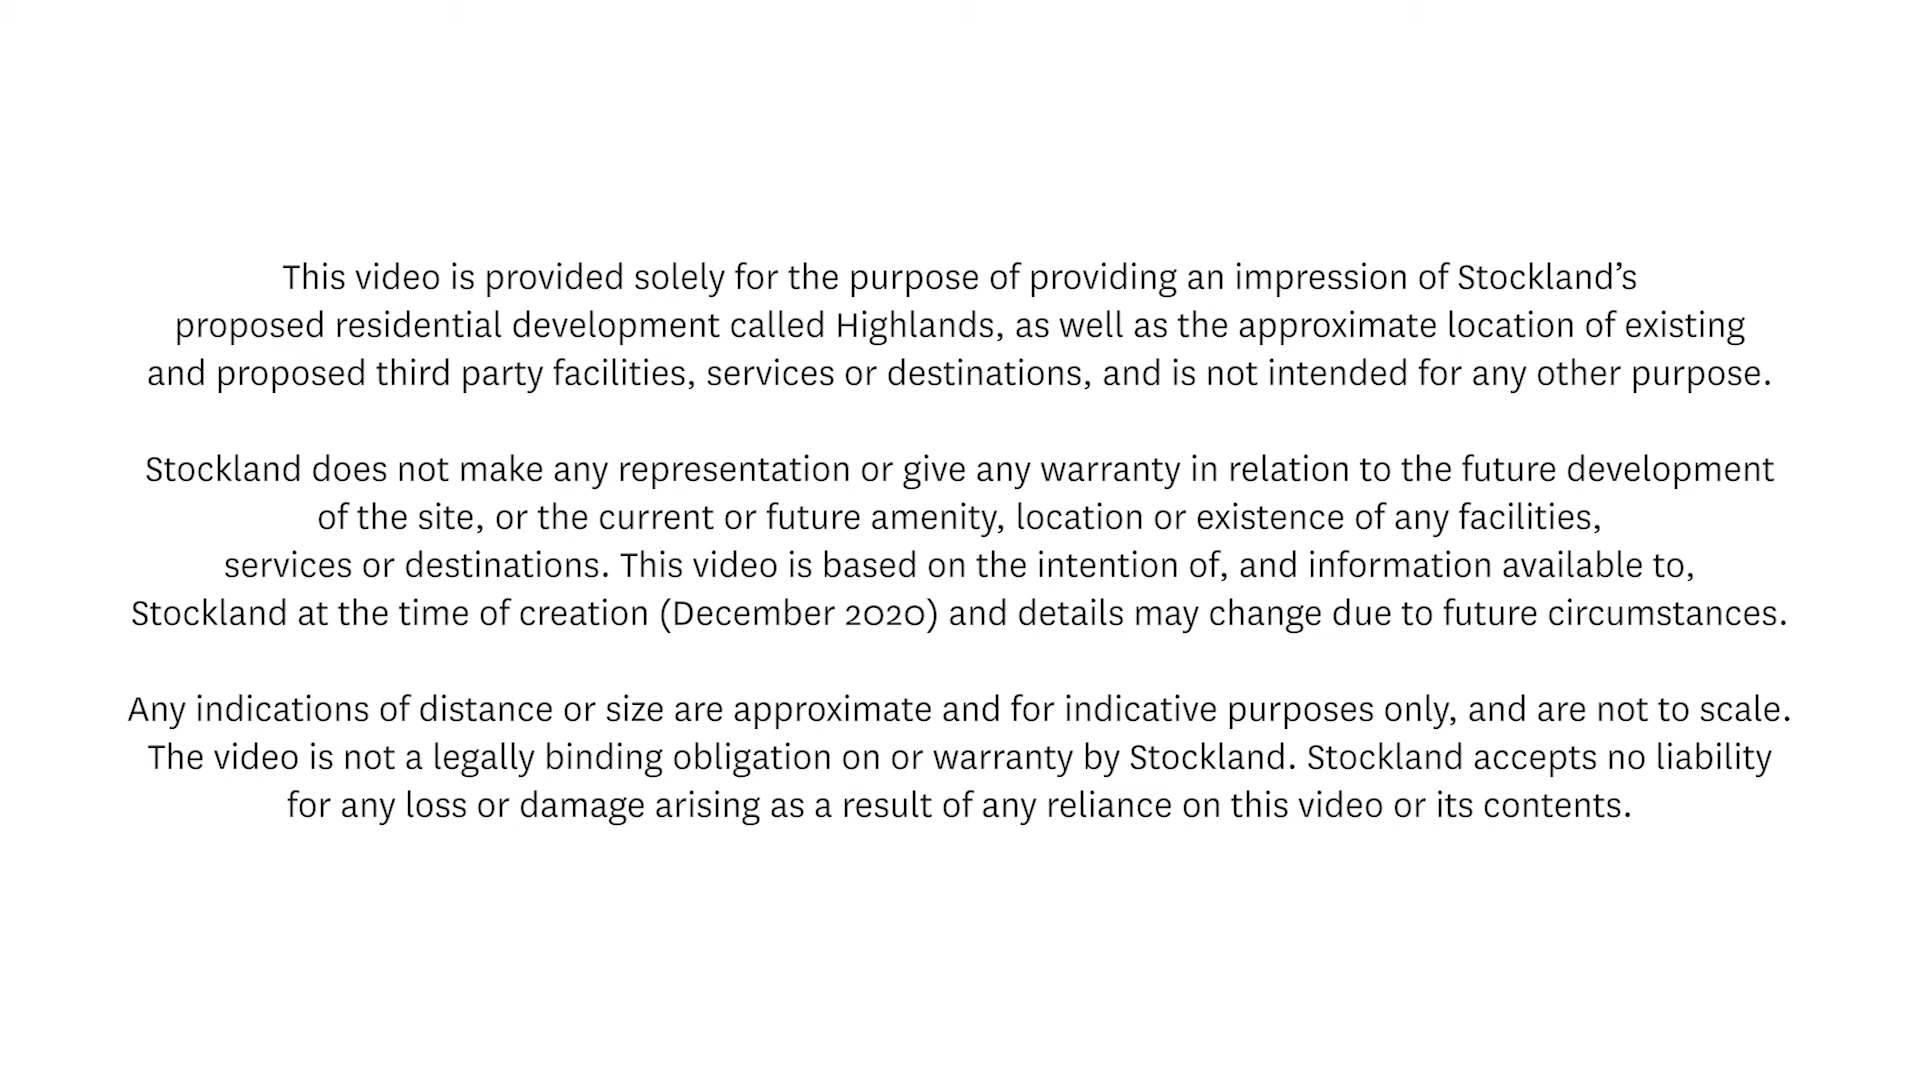 This video is provided solely for the purpose of providing an impression of Stockland’s
proposed residential development called Highlands, as well as the approximate location of existing
and proposed third party facilities, services or destinations, and is not intended for any other purpose.
Stockland does not make any representation or give any warranty in relation to the future development
of the site, or the current or future amenity, location or existence of any facilities,
services or destinations. This video is based on the intention of, and information available to,
Stockland at the time of creation (December 2020) and details may change due to future circumstances.
Any indications of distance or size are approximate and for indicative purposes only, and are not to scale.
The video is not a legally binding obligation on or warranty by Stockland. Stockland accepts no liability
for any loss or damage arising as a result of any reliance on this video or its contents.